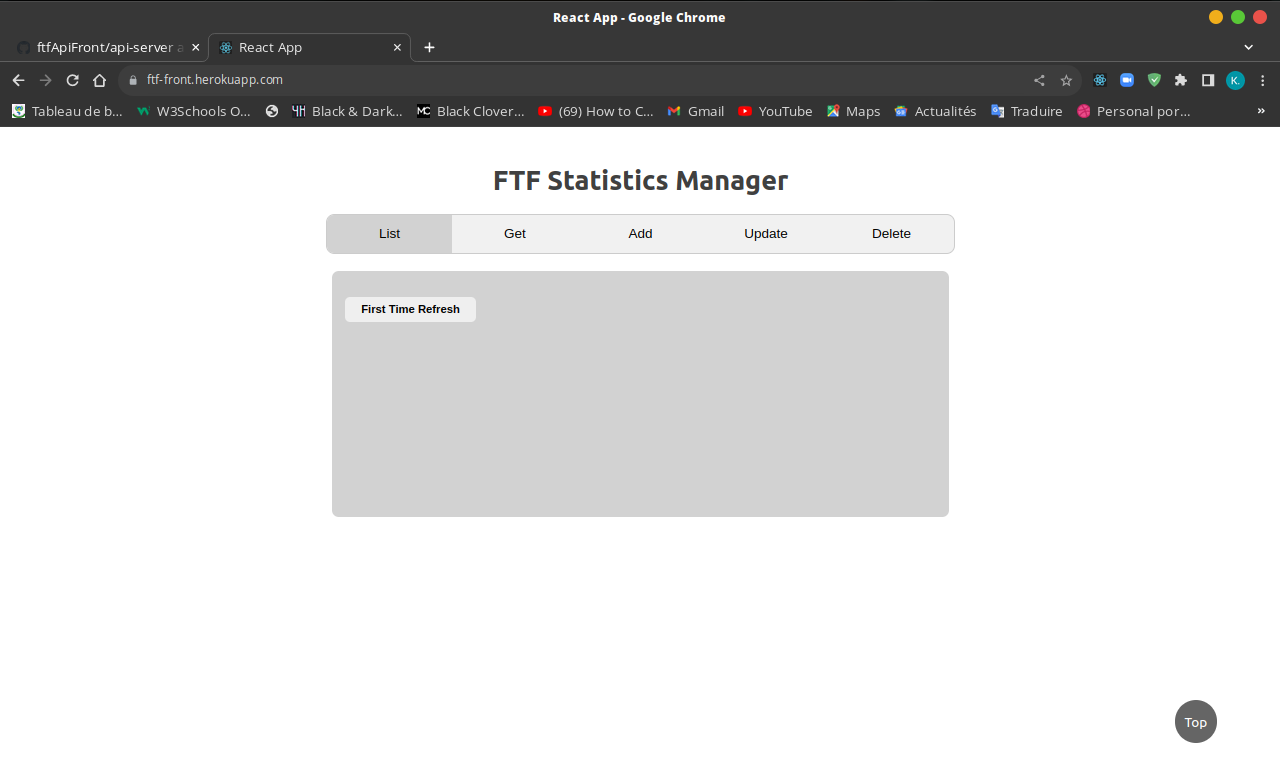 React App - Google Chrome
ftfApiFront/api-server a
React App
ftf-front.herokuapp.com
K.
Tableau de b… W3Schools O… Black & Dark… Black Clover… (69) How to C… Gmail YouTube Maps Actualités Traduire Personal por… »
FTF Statistics Manager
List Get Add Update Delete
First Time Refresh
Top